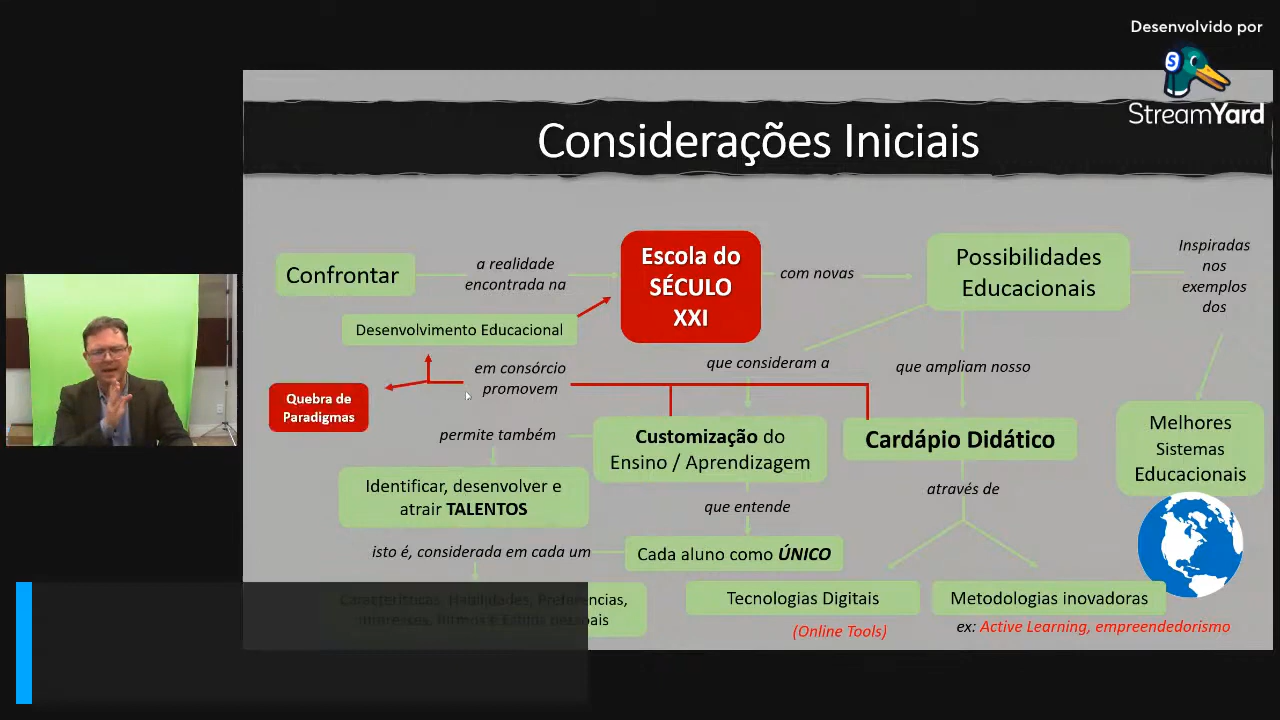 Desenvolvido por
StreamYard
Considerações Iniciais
Confrontar
a realidade
encontrada na
Escola do
SÉCULO
XXI
com novas
Possibilidades
Educacionais
Inspiradas
nos
exemplos
dos
Desenvolvimento Educacional
em consórcio
promovem
Quebra de
Paradigmas
que consideram a
que ampliam nosso
Melhores
Sistemas
Educacionais
permite também
Customização do
Ensino / Aprendizagem
Cardápio Didático
Identificar, desenvolver e
atrair TALENTOS
que entende
através de
isto é, considerada em cada um
Cada aluno como ÚNICO
Características, Habilidades, Preferências,
Interesses, Ritmos e Estilos pessoais
Tecnologias Digitais
(Online Tools)
Metodologias inovadoras
ex: Active Learning, empreendedorismo